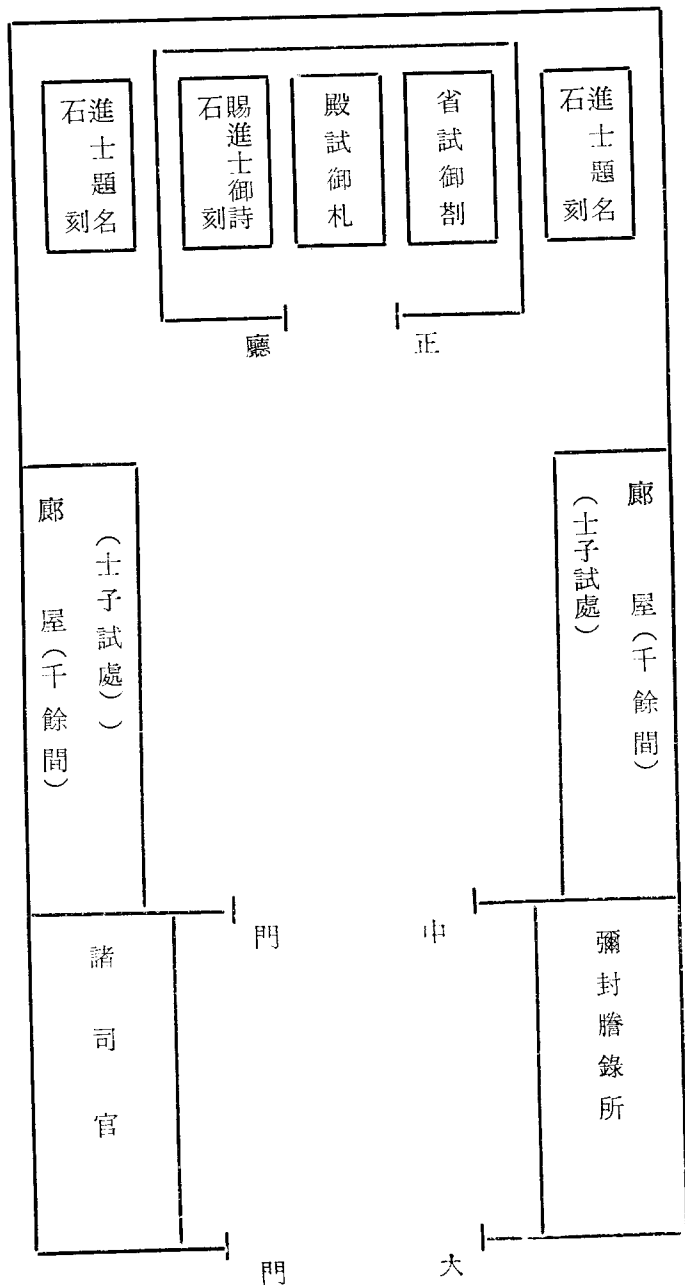 進士題名
石刻
省試御剳
殿試御札
賜進士御詩
石刻
進士題名
石刻
正廳
廊屋(千餘間)
(士子試處)
(士子試處))
廊屋(千餘間)
中門
彌封謄錄所
諸司官
大門